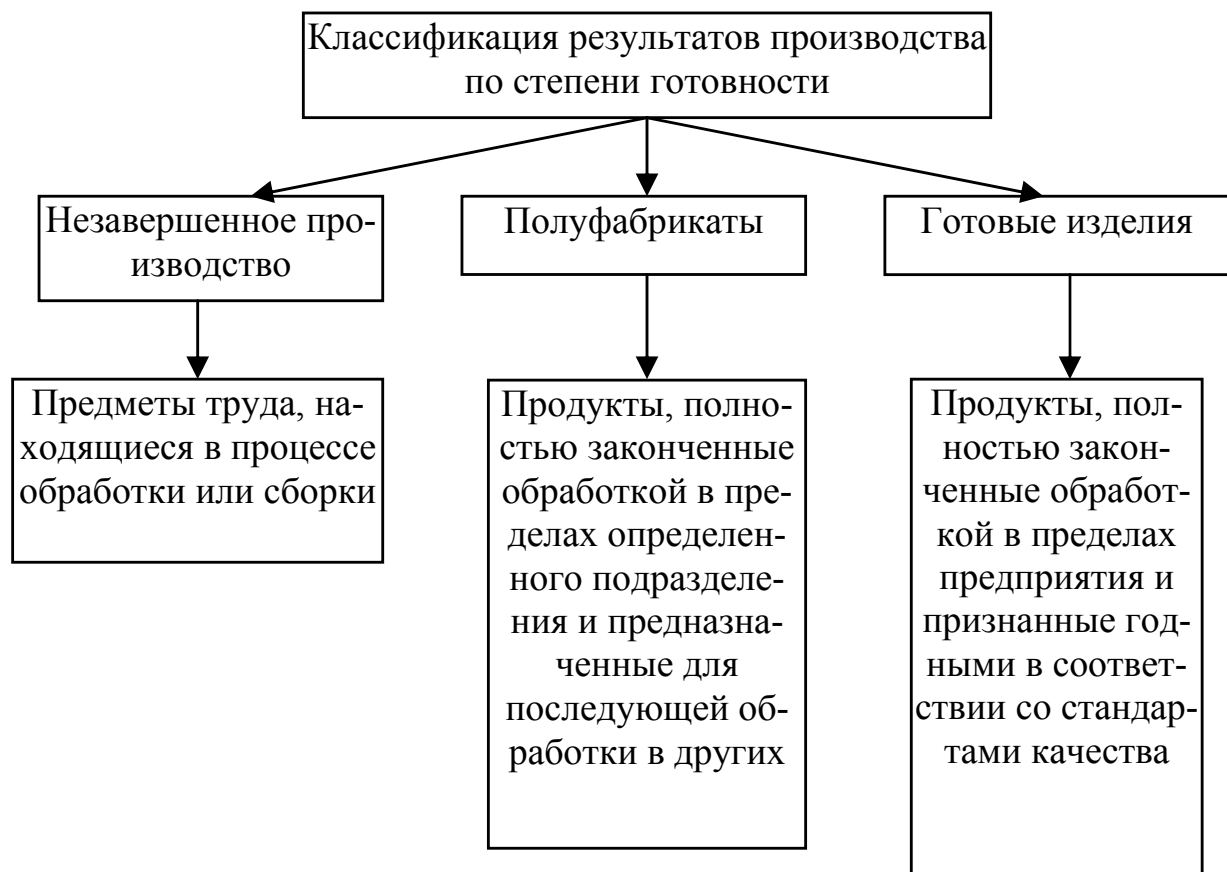 Классификация результатов производства
по степени готовности
Незавершенное про-
изводство
Полуфабрикаты
Готовые изделия
Предметы труда, на-
ходящиеся в процессе
обработки или сборки
Продукты, полно-
стью законченные
обработкой в пре-
делах определен-
ного подразделе-
ния и предназна-
ченные для
последующей об-
работки в других
Продукты, пол-
ностью закон-
ченные обработ-
кой в пределах
предприятия и
признанные год-
ными в соответ-
ствии со стандар-
тами качества